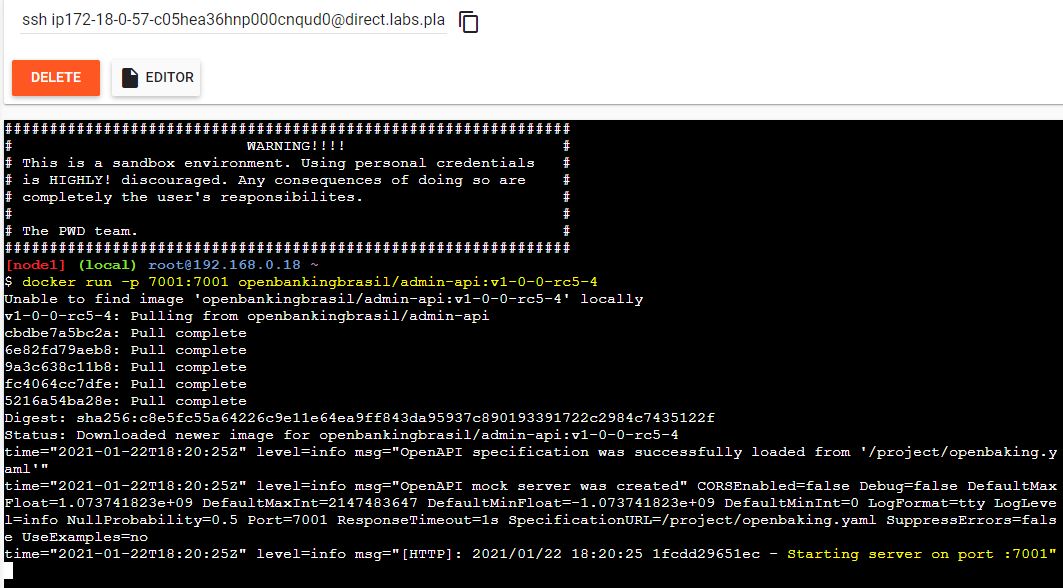 ssh ip172-18-0-57-c05hea36hnp000cnqud0@direct.labs.pla
DELETE
EDITOR
###############################################################
#                          WARNING!!!!                        #
# This is a sandbox environment. Using personal credentials   #
# is HIGHLY! discouraged. Any consequences of doing so are    #
# completely the user's responsibilites.                      #
#                                                             #
# The PWD team.                                               #
###############################################################
[node1] (local) root@192.168.0.18 ~
$ docker run -p 7001:7001 openbankingbrasil/admin-api:v1-0-0-rc5-4
Unable to find image 'openbankingbrasil/admin-api:v1-0-0-rc5-4' locally
v1-0-0-rc5-4: Pulling from openbankingbrasil/admin-api
cbdbe7a5bc2a: Pull complete
6e82fd79aeb8: Pull complete
9a3c638c11b8: Pull complete
fc4064cc7dfe: Pull complete
5216a54ba28e: Pull complete
Digest: sha256:c8e5fc55a64226c9e11e64ea9ff843da95937c890193391722c2984c7435122f
Status: Downloaded newer image for openbankingbrasil/admin-api:v1-0-0-rc5-4
time="2021-01-22T18:20:25Z" level=info msg="OpenAPI specification was successfully loaded from '/project/openbaking.y
aml'"
time="2021-01-22T18:20:25Z" level=info msg="OpenAPI mock server was created" CORSEnabled=false Debug=false DefaultMax
Float=1.073741823e+09 DefaultMaxInt=2147483647 DefaultMinFloat=-1.073741823e+09 DefaultMinInt=0 LogFormat=tty LogLeve
l=info NullProbability=0.5 Port=7001 ResponseTimeout=1s SpecificationURL=/project/openbaking.yaml SuppressErrors=fals
e UseExamples=no
time="2021-01-22T18:20:25Z" level=info msg="[HTTP]: 2021/01/22 18:20:25 1fcdd29651ec - Starting server on port :7001"